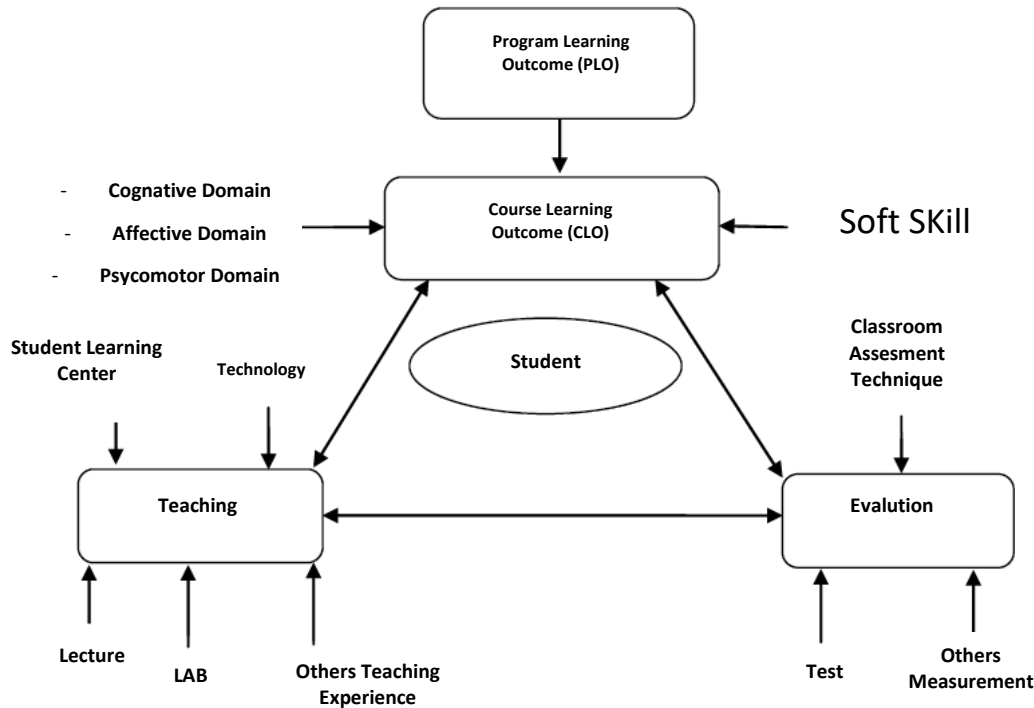 Program Learning
Outcome (PLO)
- Cognative Domain
- Affective Domain
- Psycomotor Domain
Course Learning
Outcome (CLO)
Soft SKill
Student Learning
Center
Technology
Student
Classroom
Assesment
Technique
Teaching
Evalution
Lecture
LAB
Others Teaching
Experience
Test
Others
Measurement